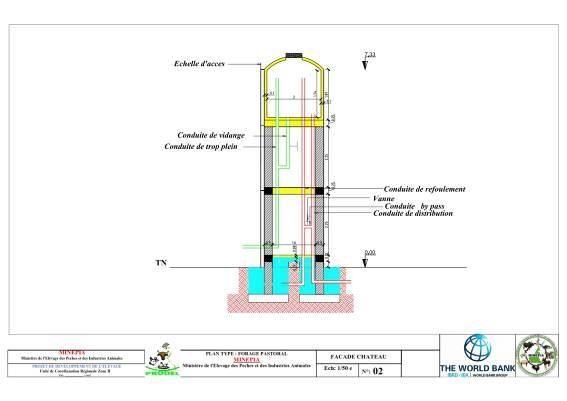 7.33
Echelle d'acces
Conduite de vidange
Conduite de trop plein
Conduite de refoulement
Vanne
Conduite by pass
Conduite de distribution
TN
0.00
MINEPIA
Ministère de l'Elevage des Peches et des Industries Animales
PROJET DE DEVELOPPEMENT DE L'ELEVAGE
Unité de Coordination Régionale Zone B
PRODEL
PLAN TYPE : FORAGE PASTORAL
MINEPIA
Ministère de l'Elevage des Peches et des Industries Animales
FACADE CHATEAU
Ech: 1/50 e
N°: 02
THE WORLD BANK
BIRD - IDA | WORLD BANK GROUP